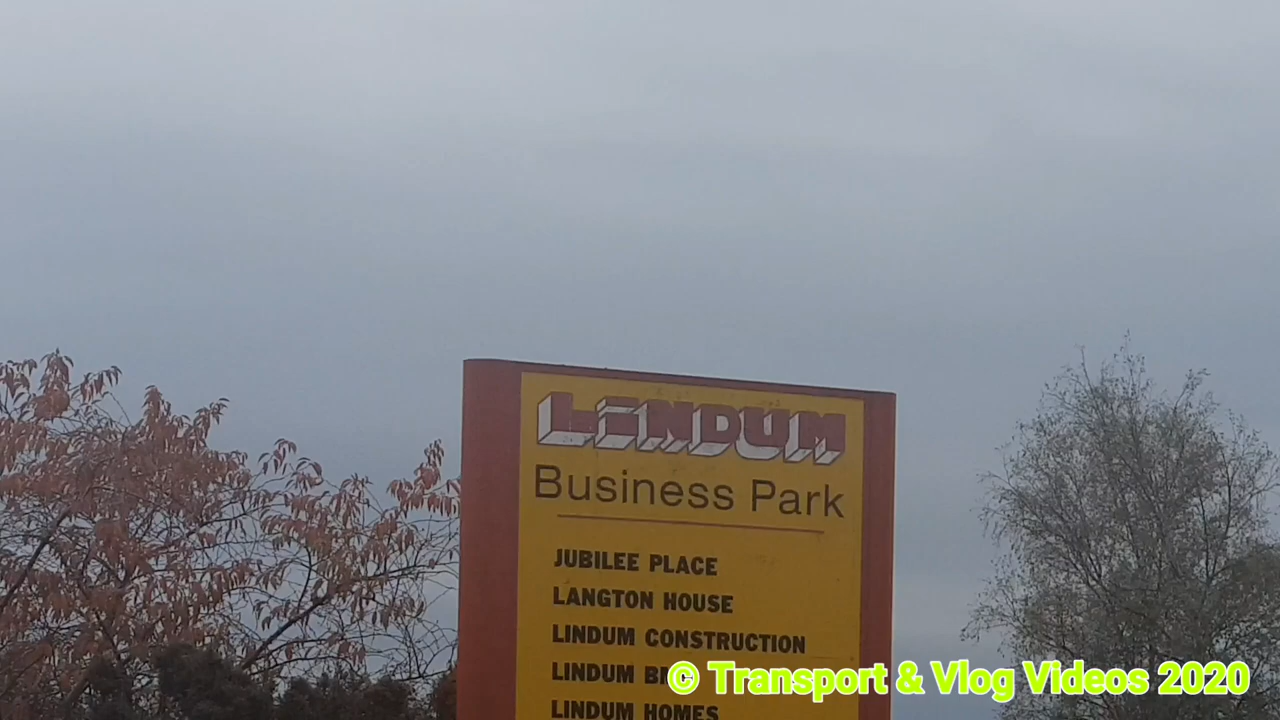 LINDUM
Business Park
JUBILEE PLACE
LANGTON HOUSE
LINDUM CONSTRUCTION
LINDUM
LINDUM HOMES
© Transport & Vlog Videos 2020